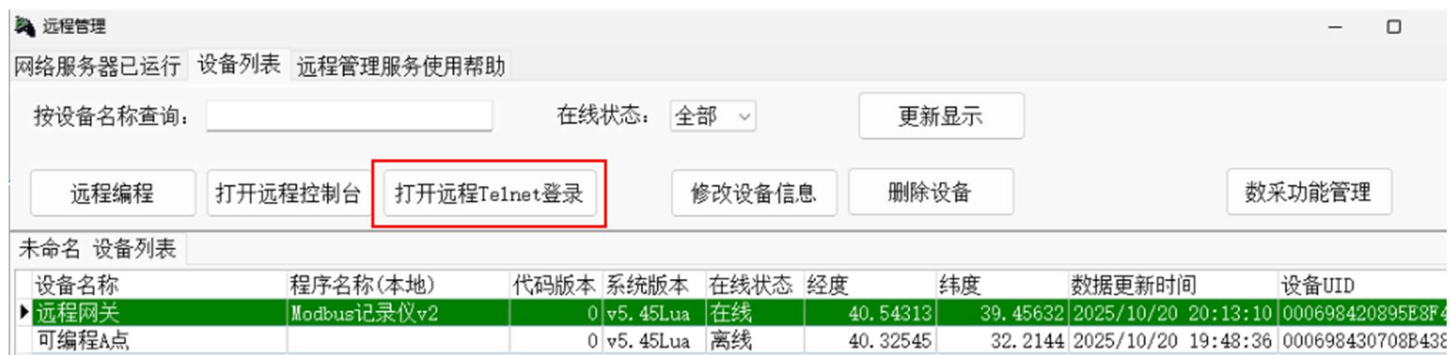 远程管理
网络服务器已运行 设备列表 远程管理服务使用帮助
按设备名称查询: 在线状态: 全部 更新显示
远程编程 打开远程控制台 打开远程Telnet登录 修改设备信息 删除设备 数采功能管理
未命名 设备列表
设备名称 程序名称(本地) 代码版本 系统版本 在线状态 经度 纬度 数据更新时间 设备UID
远程网关 Modbus记录仪v2 0 v5.45Lua 在线 40.54313 39.45632 2025/10/20 20:13:10 000698420895E8F4
可编程A点 0 v5.45Lua 离线 40.32545 32.2144 2025/10/20 19:48:36 000698430708B438